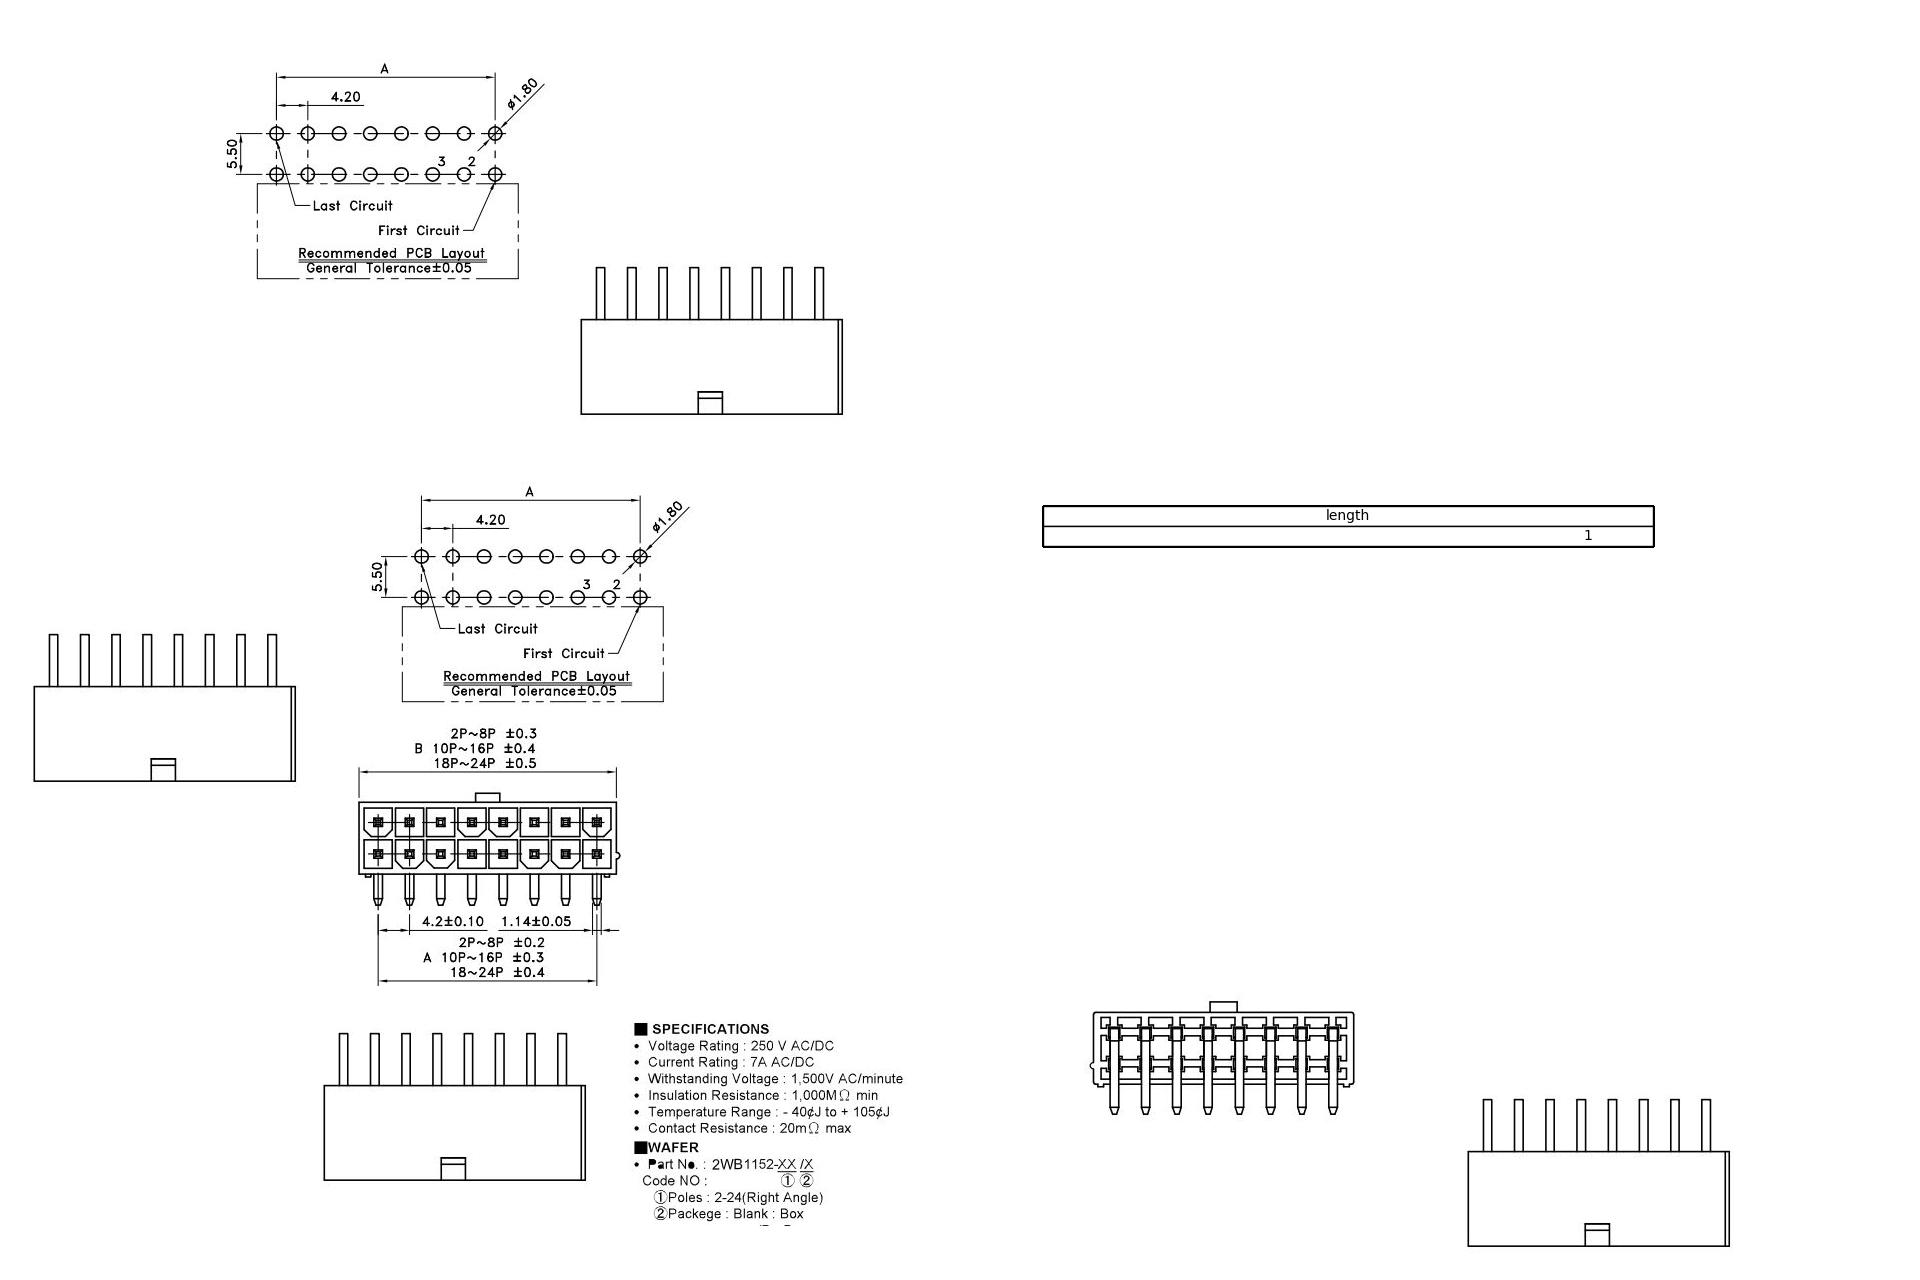 A
4.20
ø1.80
5.50
3 2
Last Circuit
First Circuit
Recommended PCB Layout
General Tolerance±0.05
A
4.20
ø1.80
5.50
3 2
Last Circuit
First Circuit
Recommended PCB Layout
General Tolerance±0.05
length
1
2P~8P ±0.3
B 10P~16P ±0.4
18P~24P ±0.5
4.2±0.10 1.14±0.05
2P~8P ±0.2
A 10P~16P ±0.3
18~24P ±0.4
■ SPECIFICATIONS
• Voltage Rating : 250 V AC/DC
• Current Rating : 7A AC/DC
• Withstanding Voltage : 1,500V AC/minute
• Insulation Resistance : 1,000MΩ min
• Temperature Range : - 40¢J to + 105¢J
• Contact Resistance : 20mΩ max
■WAFER
• Part No. : 2WB1152-XX /X
Code NO : ① ②
①Poles : 2-24(Right Angle)
②Packege : Blank : Box